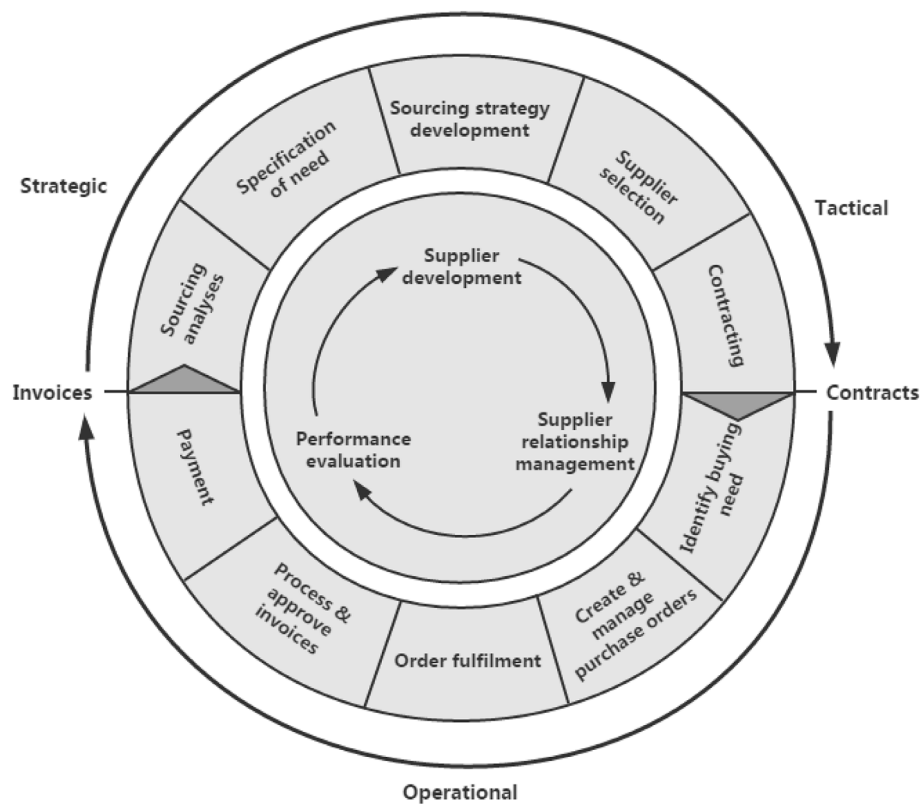 Strategic
Tactical
Operational
Invoices
Contracts
Sourcing
analyses
Specification
of need
Sourcing strategy
development
Supplier
selection
Contracting
Identify buying
need
Create &
manage
purchase orders
Order fulfilment
Process &
approve
invoices
Payment
Supplier
development
Supplier
relationship
management
Performance
evaluation